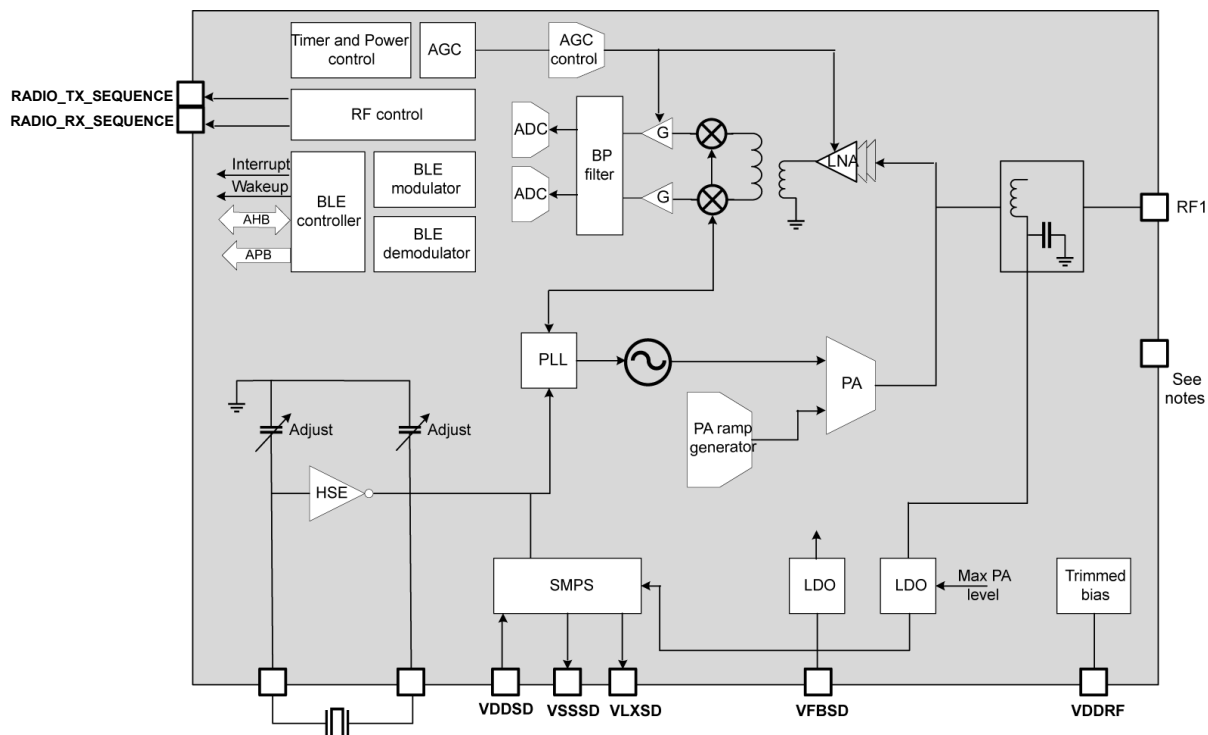 Timer and Power
control
AGC
AGC
control
RADIO_TX_SEQUENCE
RADIO_RX_SEQUENCE
RF control
ADC
ADC
BP
filter
G
G
LNA
Interrupt
Wakeup
AHB
APB
BLE
controller
BLE
modulator
BLE
demodulator
RF1
PLL
PA
See
notes
Adjust
Adjust
PA ramp
generator
HSE
SMPS
LDO
LDO
Max PA
level
Trimmed
bias
VDDSD
VSSSD
VLXSD
VFBSD
VDDRF